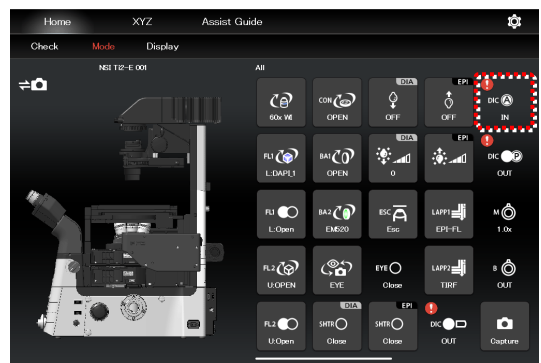 Home XYZ Assist Guide
Check Mode Display
NSI Ti2-E 001 All
DIA EPI
CON DIC A
60x WI OPEN OFF OFF IN
DIA EPI
FL1 BA1 DIC P
L:DAPI_1 OPEN 0 OUT
FL1 BA2 ESC LAPP1 M
L:Open EM520 Esc EPI-FL 1.0x
FL2 EYE LAPP2 B
U:OPEN EYE Close TIRF OUT
DIA EPI
FL2 SHTR SHTR DIC
U:Open Close Close OUT Capture